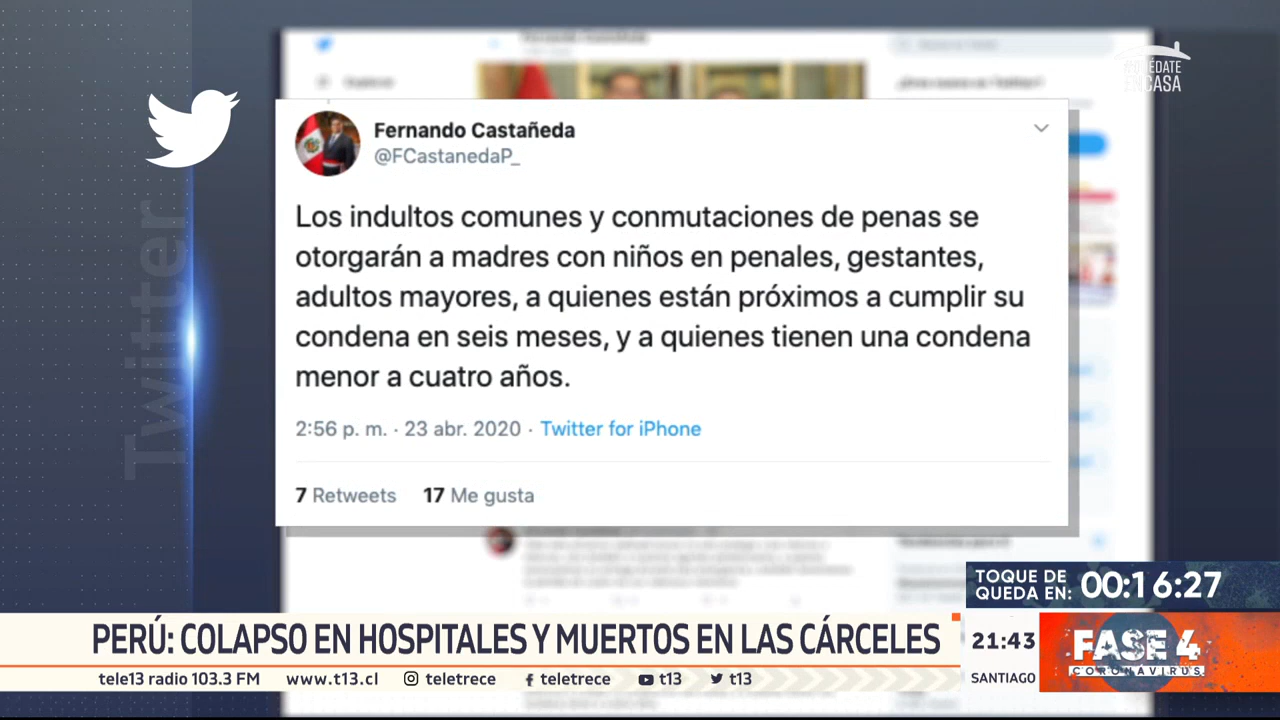 #QUÉDATE
ENCASA
Twitter
Fernando Castañeda
@FCastanedaP_
Los indultos comunes y conmutaciones de penas se
otorgarán a madres con niños en penales, gestantes,
adultos mayores, a quienes están próximos a cumplir su
condena en seis meses, y a quienes tienen una condena
menor a cuatro años.
2:56 p. m. · 23 abr. 2020 · Twitter for iPhone
7 Retweets 17 Me gusta
TOQUE DE
QUEDA EN: 00:16:27
PERÚ: COLAPSO EN HOSPITALES Y MUERTOS EN LAS CÁRCELES
21:43
SANTIAGO
FASE 4
CORONAVIRUS
tele13 radio 103.3 FM www.t13.cl teletrece teletrece t13 t13